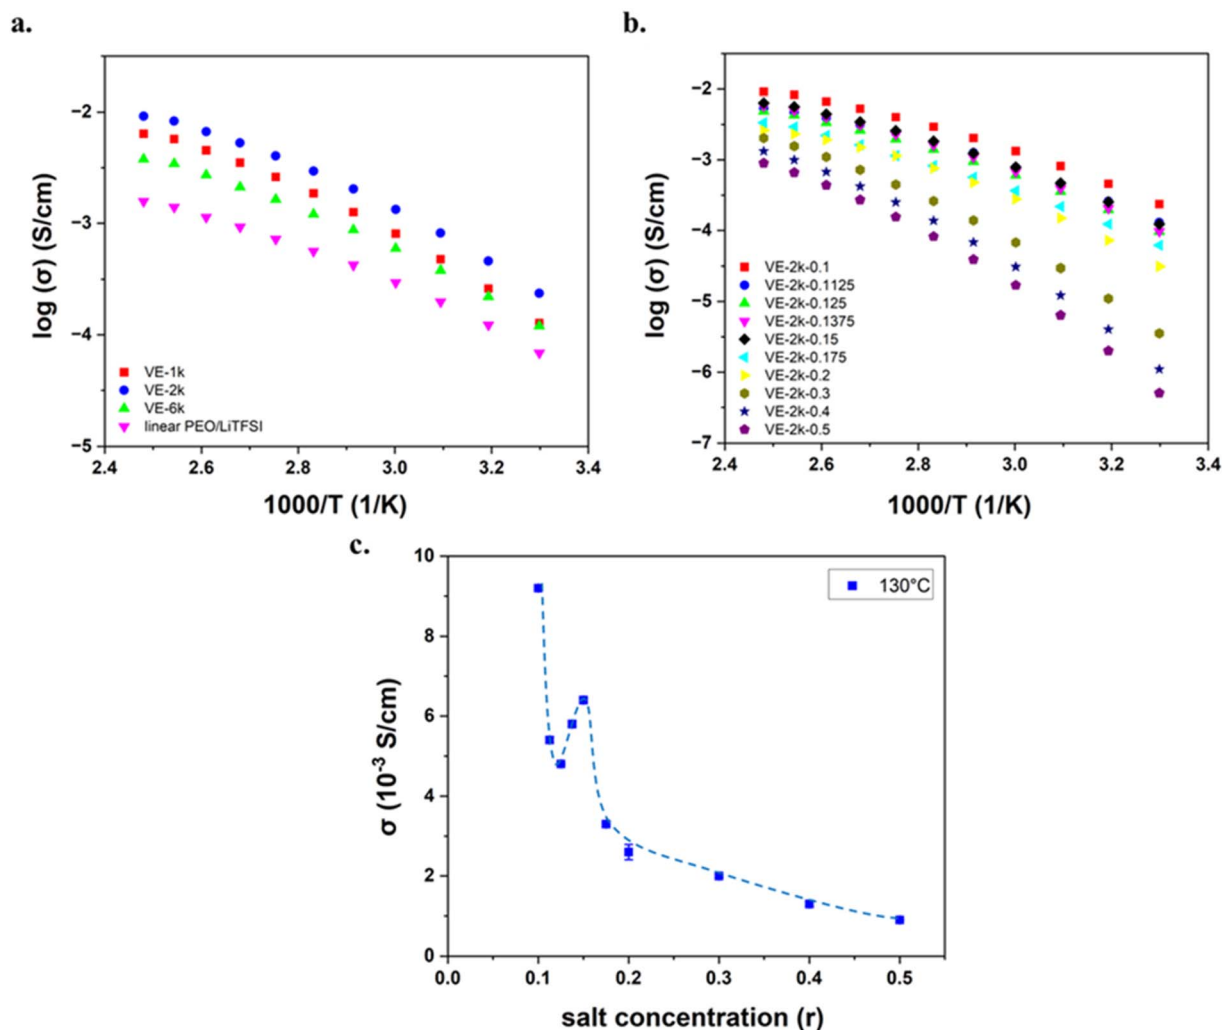 a.
log (σ) (S/cm)
−2
−3
−4
−5
VE-1k
VE-2k
VE-6k
linear PEO/LiTFSI
2.4 2.6 2.8 3.0 3.2 3.4
1000/T (1/K)
b.
log (σ) (S/cm)
−2
−3
−4
−5
−6
−7
VE-2k-0.1
VE-2k-0.1125
VE-2k-0.125
VE-2k-0.1375
VE-2k-0.15
VE-2k-0.175
VE-2k-0.2
VE-2k-0.3
VE-2k-0.4
VE-2k-0.5
2.4 2.6 2.8 3.0 3.2 3.4
1000/T (1/K)
c.
σ (10⁻³ S/cm)
10
8
6
4
2
0
130°C
0.0 0.1 0.2 0.3 0.4 0.5
salt concentration (r)